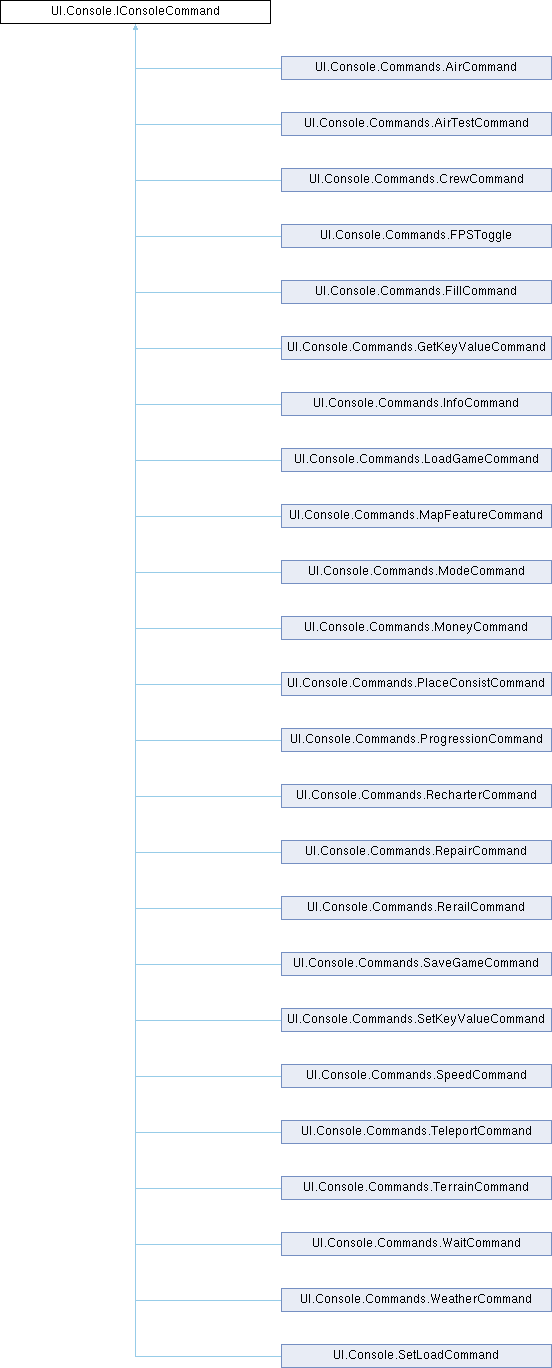 UI.Console.IConsoleCommand
UI.Console.Commands.AirCommand
UI.Console.Commands.AirTestCommand
UI.Console.Commands.CrewCommand
UI.Console.Commands.FPSToggle
UI.Console.Commands.FillCommand
UI.Console.Commands.GetKeyValueCommand
UI.Console.Commands.InfoCommand
UI.Console.Commands.LoadGameCommand
UI.Console.Commands.MapFeatureCommand
UI.Console.Commands.ModeCommand
UI.Console.Commands.MoneyCommand
UI.Console.Commands.PlaceConsistCommand
UI.Console.Commands.ProgressionCommand
UI.Console.Commands.RecharterCommand
UI.Console.Commands.RepairCommand
UI.Console.Commands.RerailCommand
UI.Console.Commands.SaveGameCommand
UI.Console.Commands.SetKeyValueCommand
UI.Console.Commands.SpeedCommand
UI.Console.Commands.TeleportCommand
UI.Console.Commands.TerrainCommand
UI.Console.Commands.WaitCommand
UI.Console.Commands.WeatherCommand
UI.Console.SetLoadCommand